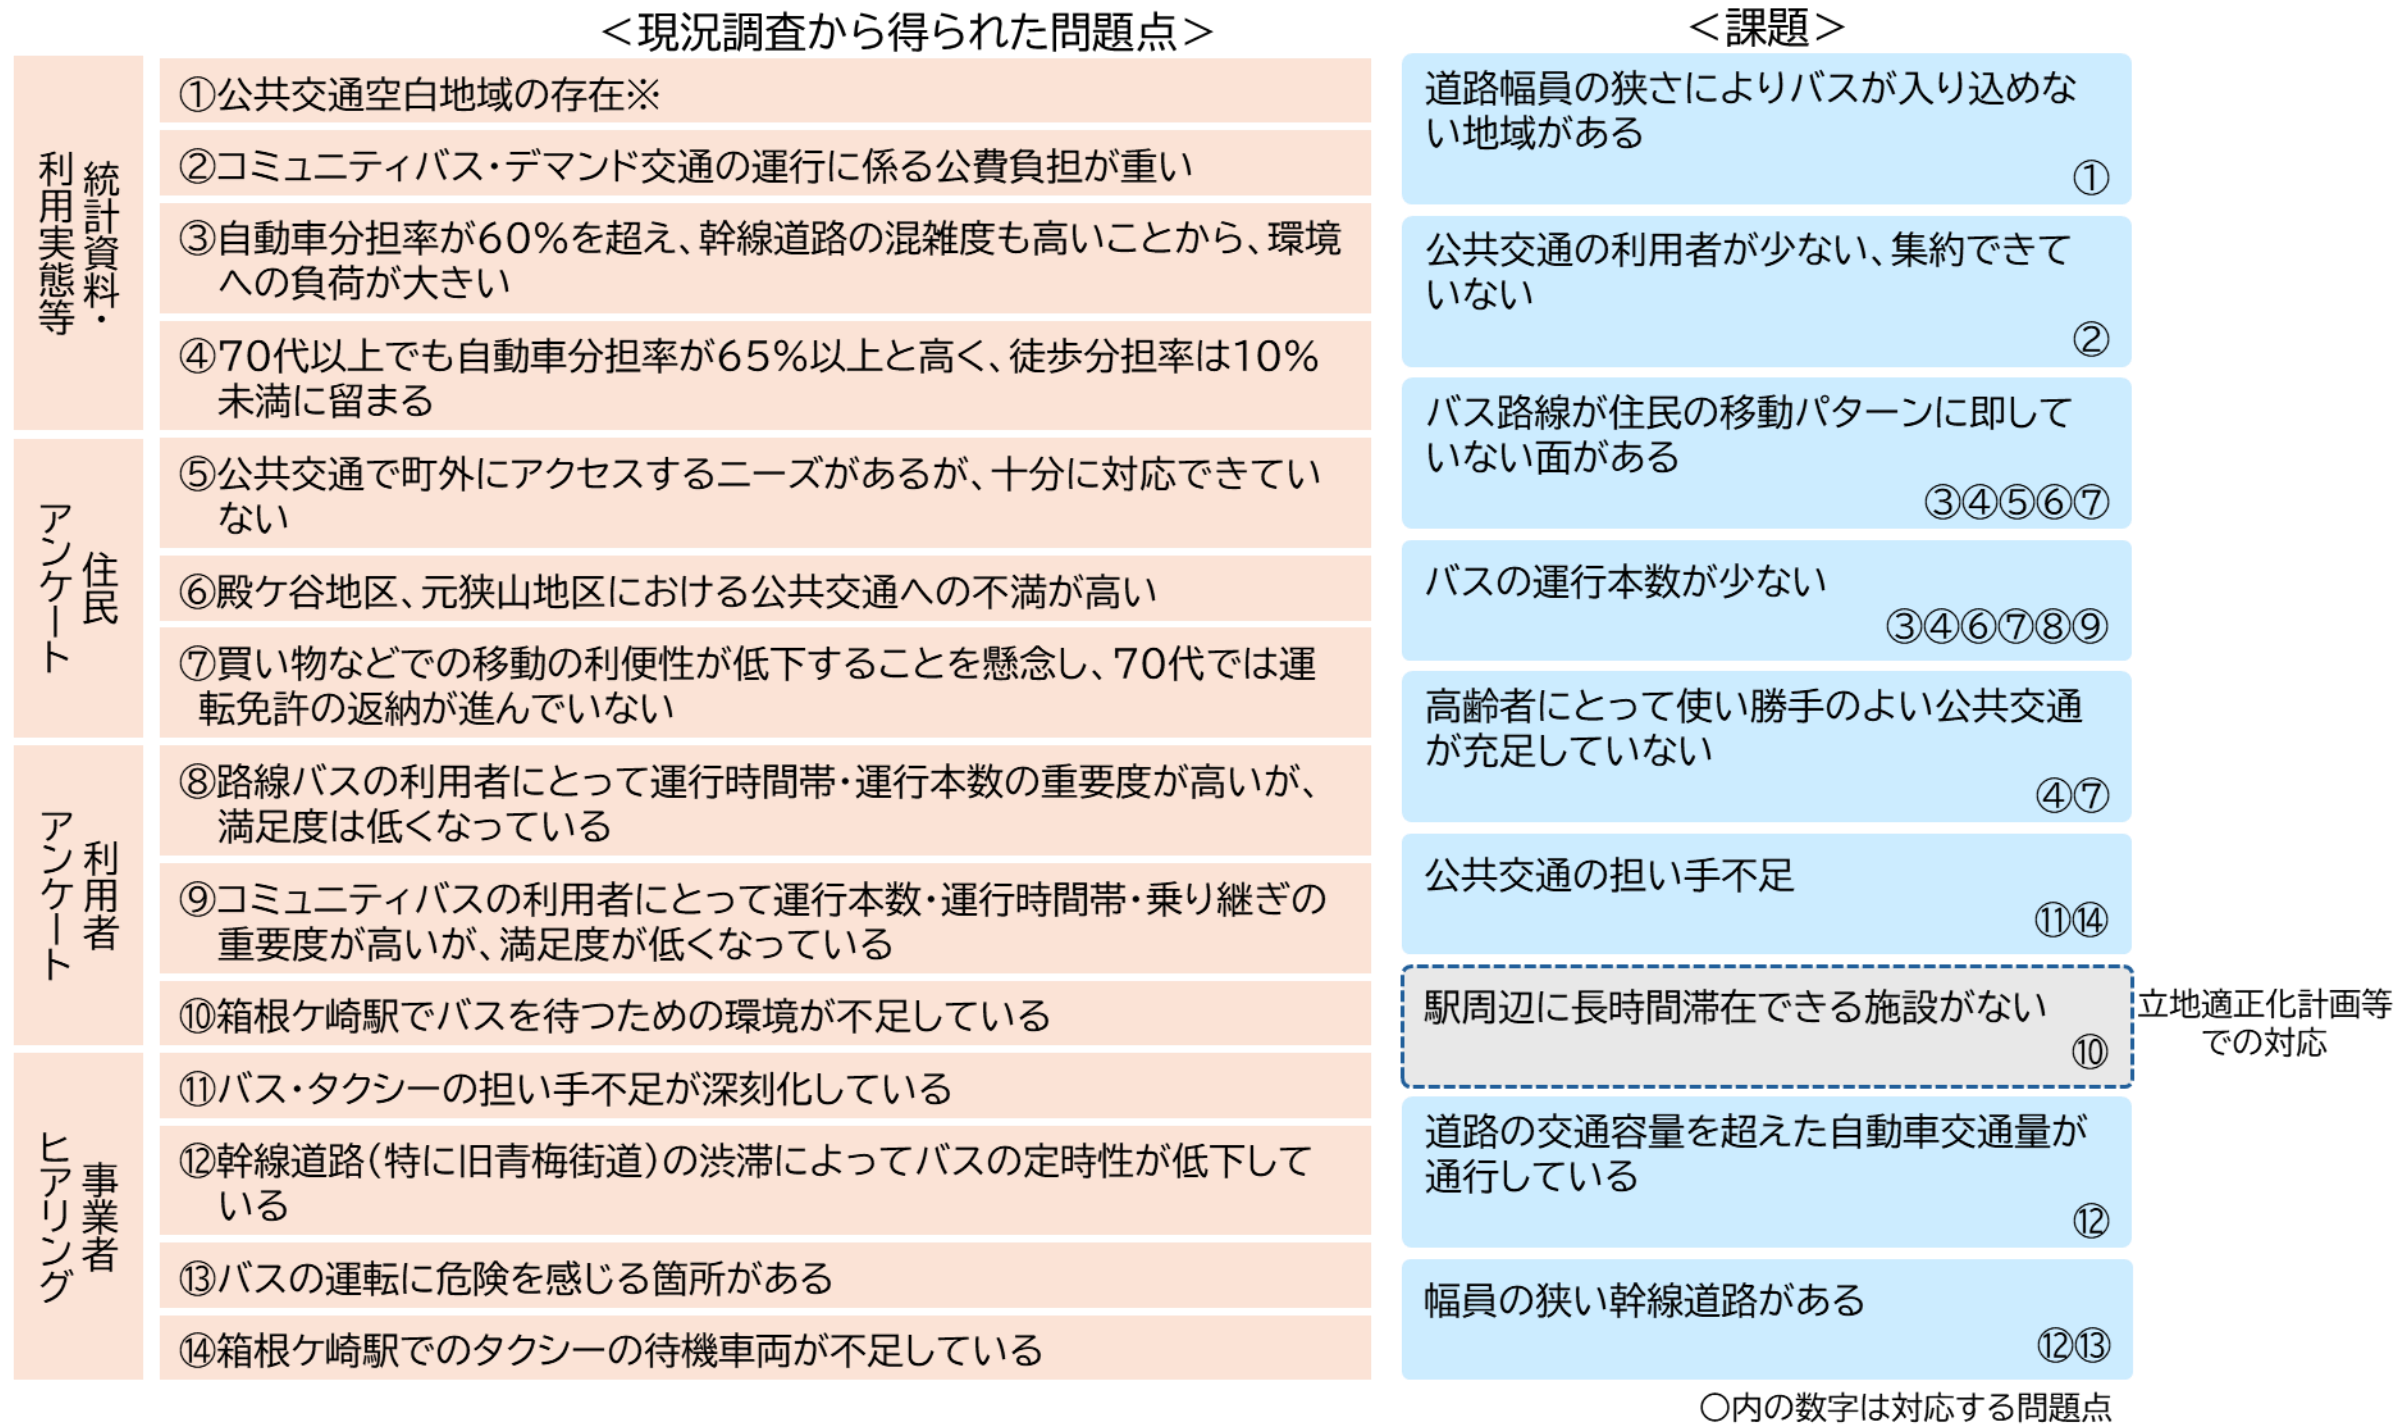 ＜現況調査から得られた問題点＞
統計資料・
利用実態等
①公共交通空白地域の存在※
②コミュニティバス・デマンド交通の運行に係る公費負担が重い
③自動車分担率が60%を超え、幹線道路の混雑度も高いことから、環境
への負荷が大きい
④70代以上でも自動車分担率が65%以上と高く、徒歩分担率は10%
未満に留まる
住民
アンケート
⑤公共交通で町外にアクセスするニーズがあるが、十分に対応できてい
ない
⑥殿ケ谷地区、元狭山地区における公共交通への不満が高い
⑦買い物などでの移動の利便性が低下することを懸念し、70代では運
転免許の返納が進んでいない
利用者
アンケート
⑧路線バスの利用者にとって運行時間帯・運行本数の重要度が高いが、
満足度は低くなっている
⑨コミュニティバスの利用者にとって運行本数・運行時間帯・乗り継ぎの
重要度が高いが、満足度が低くなっている
⑩箱根ケ崎駅でバスを待つための環境が不足している
事業者
ヒアリング
⑪バス・タクシーの担い手不足が深刻化している
⑫幹線道路(特に旧青梅街道)の渋滞によってバスの定時性が低下して
いる
⑬バスの運転に危険を感じる箇所がある
⑭箱根ケ崎駅でのタクシーの待機車両が不足している
＜課題＞
道路幅員の狭さによりバスが入り込めな
い地域がある
①
公共交通の利用者が少ない、集約できて
いない
②
バス路線が住民の移動パターンに即して
いない面がある
③④⑤⑥⑦
バスの運行本数が少ない
③④⑥⑦⑧⑨
高齢者にとって使い勝手のよい公共交通
が充足していない
④⑦
公共交通の担い手不足
⑪⑭
駅周辺に長時間滞在できる施設がない
⑩
立地適正化計画等
での対応
道路の交通容量を超えた自動車交通量が
通行している
⑫
幅員の狭い幹線道路がある
⑫⑬
○内の数字は対応する問題点